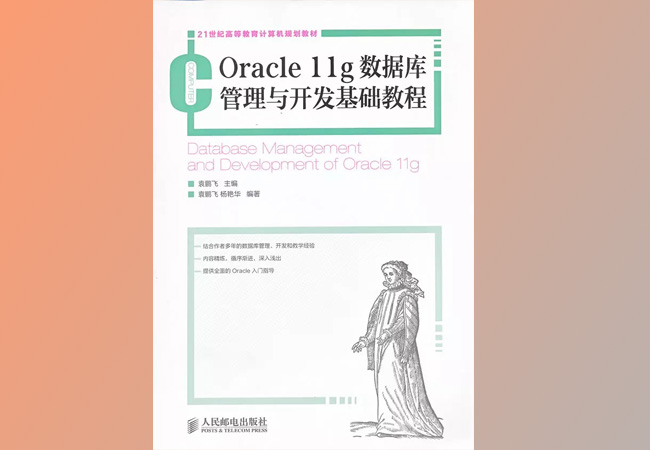 21世纪高等教育计算机规划教材
COMPUTER
Oracle 11g 数据库
管理与开发基础教程
Database Management
and Development of Oracle 11g
袁鹏飞 主编
袁鹏飞 杨艳华 编著
结合作者多年的数据库管理、开发和教学经验
内容精炼,循序渐进,深入浅出
提供全面的 Oracle 入门指导
人民邮电出版社
POSTS & TELECOM PRESS